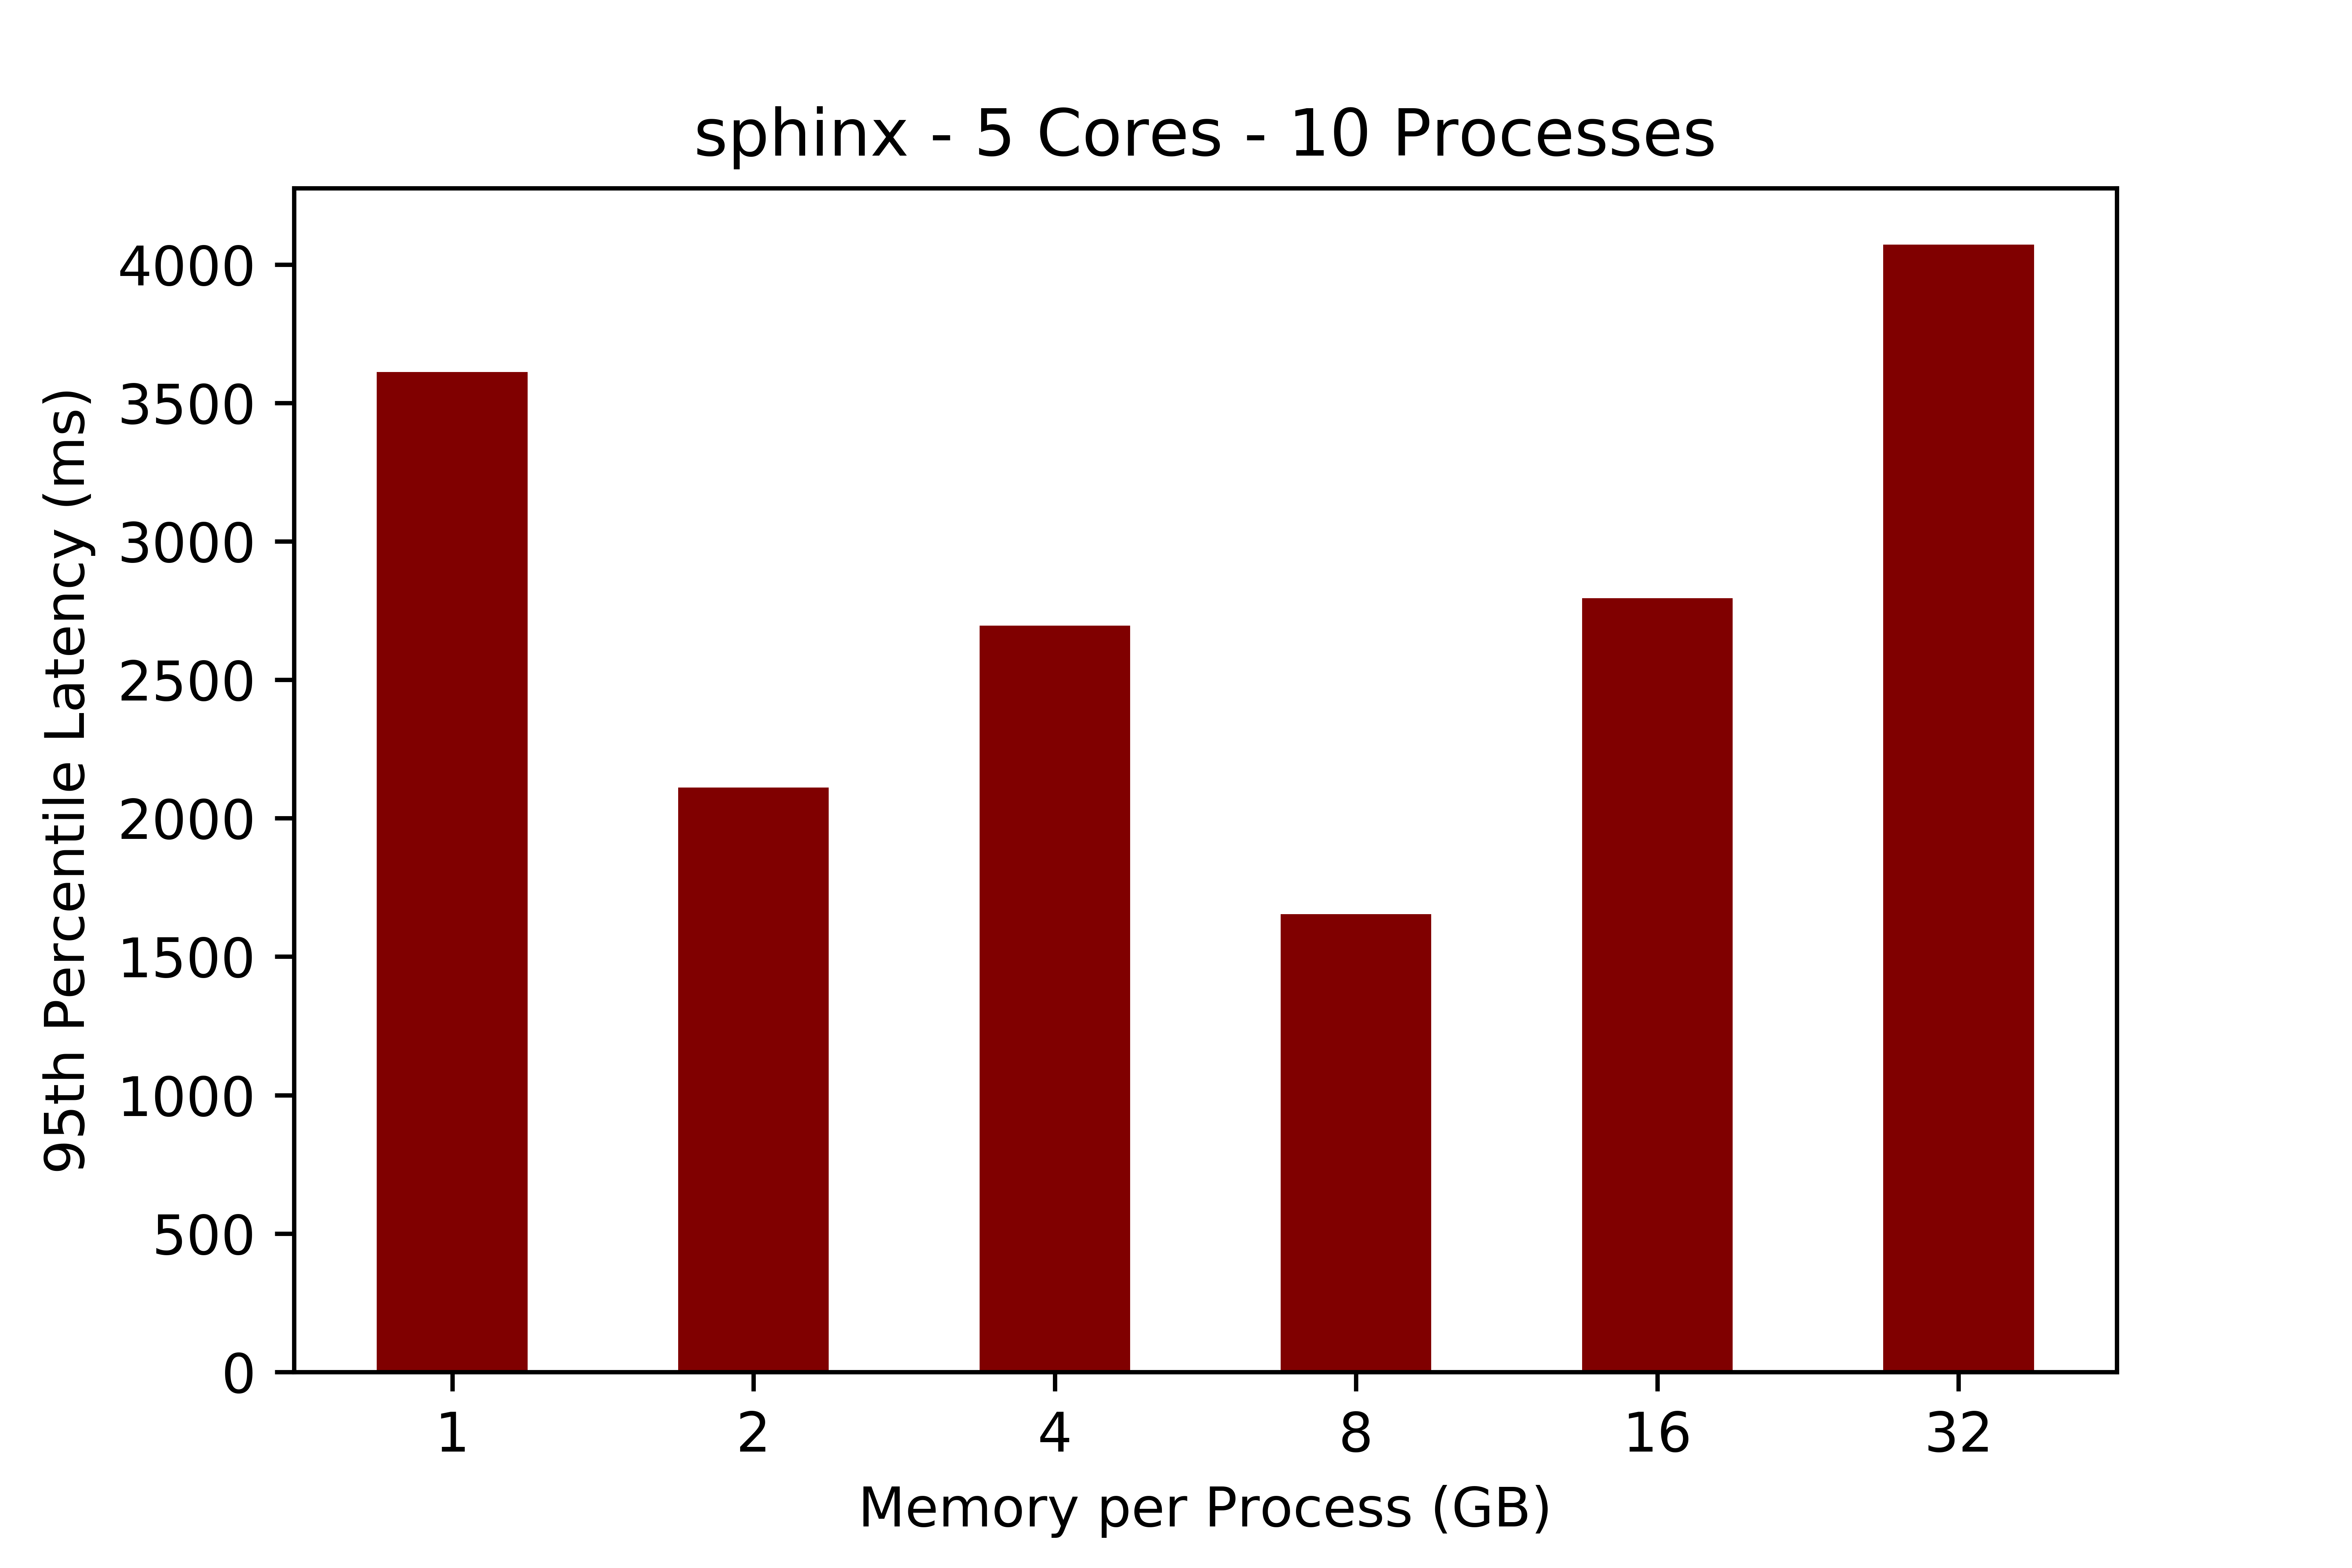 sphinx - 5 Cores - 10 Processes
95th Percentile Latency (ms)
4000
3500
3000
2500
2000
1500
1000
500
0
1 2 4 8 16 32
Memory per Process (GB)